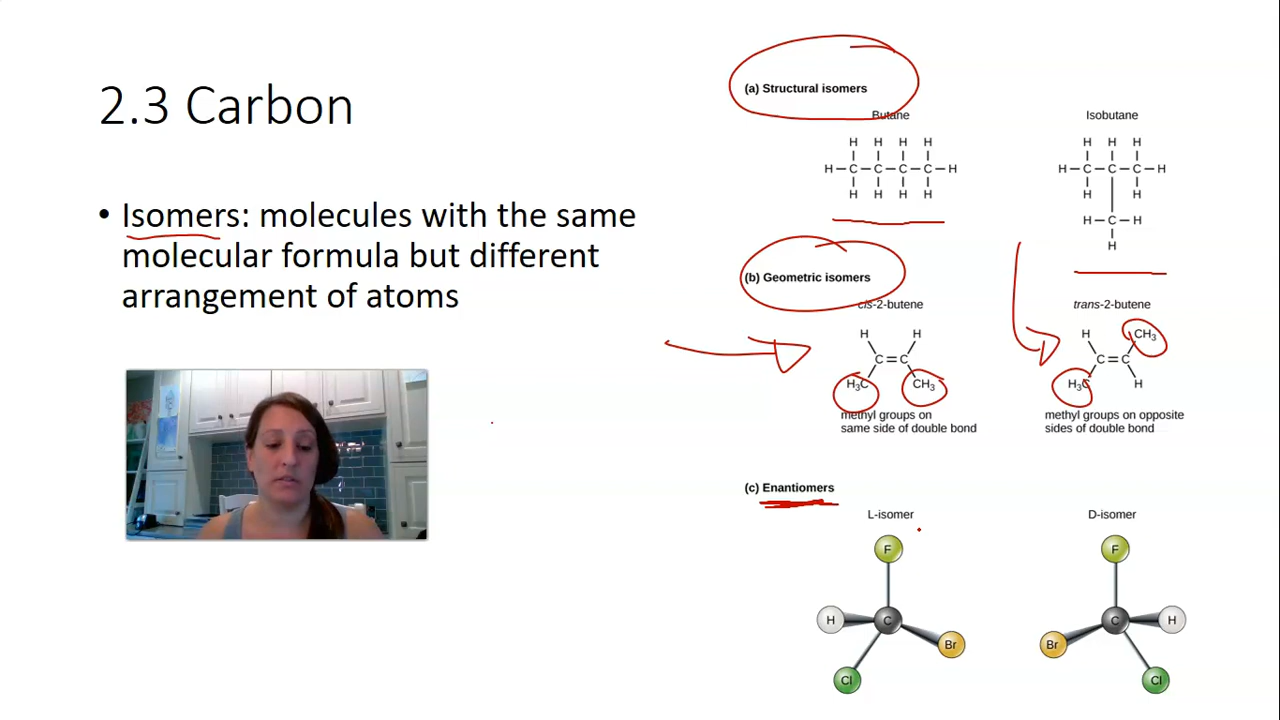 2.3 Carbon
• Isomers: molecules with the same
molecular formula but different
arrangement of atoms
(a) Structural isomers
Butane
H H H H
H—C—C—C—C—H
H H H H
Isobutane
H H H
H—C—C—C—H
H H
H—C—H
H
(b) Geometric isomers
cis-2-butene
H H
C=C
H₃C CH₃
methyl groups on
same side of double bond
trans-2-butene
H CH₃
C=C
H₃C H
methyl groups on opposite
sides of double bond
(c) Enantiomers
L-isomer
F
H C
Br
Cl
D-isomer
F
C H
Br
Cl